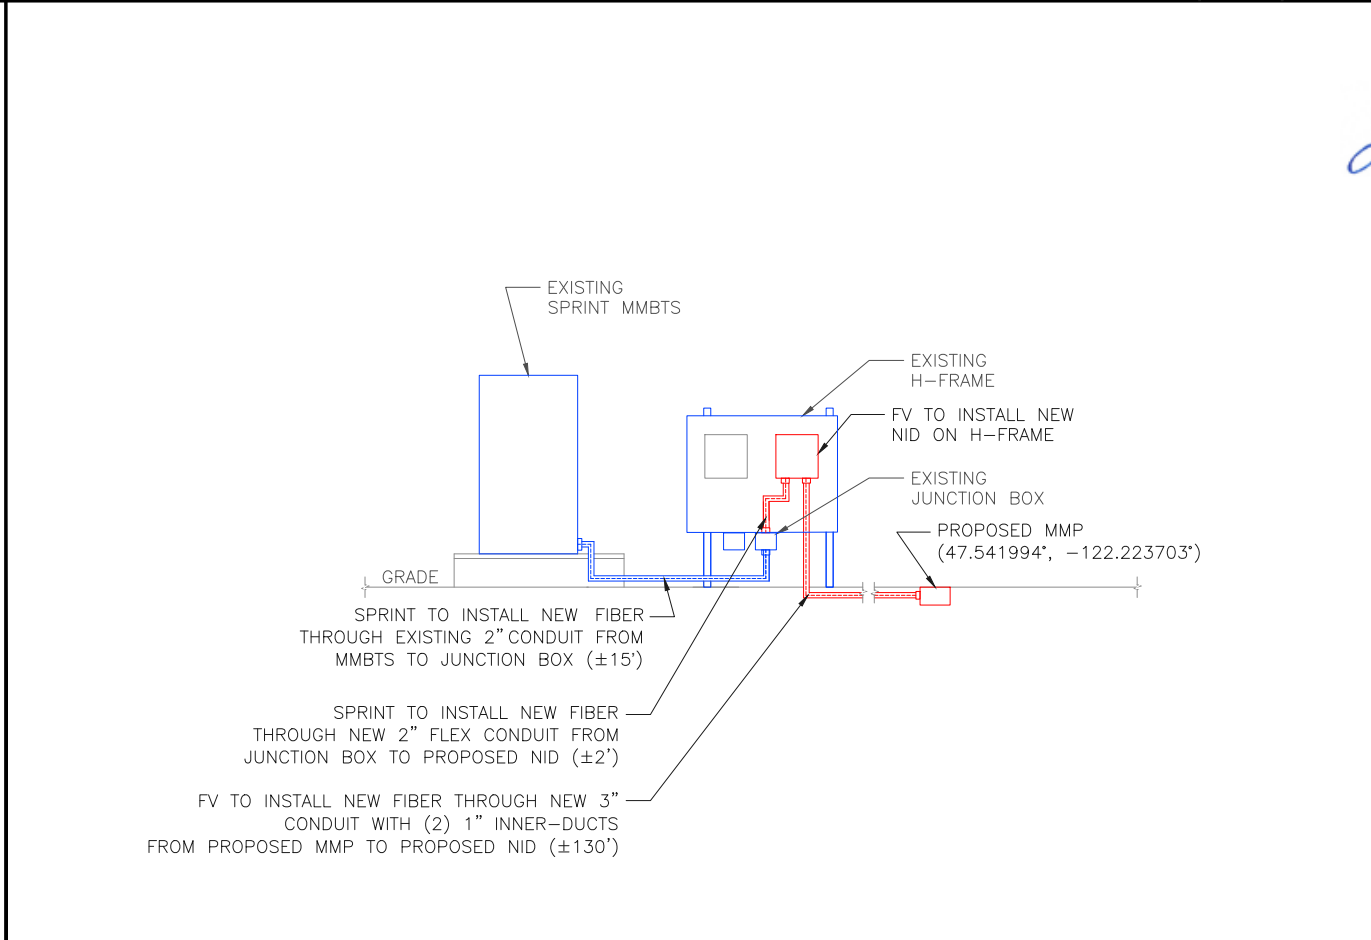 EXISTING
SPRINT MMBTS
EXISTING
H-FRAME
FV TO INSTALL NEW
NID ON H-FRAME
EXISTING
JUNCTION BOX
PROPOSED MMP
(47.541994°, -122.223703°)
GRADE
SPRINT TO INSTALL NEW FIBER
THROUGH EXISTING 2" CONDUIT FROM
MMBTS TO JUNCTION BOX (±15')
SPRINT TO INSTALL NEW FIBER
THROUGH NEW 2" FLEX CONDUIT FROM
JUNCTION BOX TO PROPOSED NID (±2')
FV TO INSTALL NEW FIBER THROUGH NEW 3"
CONDUIT WITH (2) 1" INNER-DUCTS
FROM PROPOSED MMP TO PROPOSED NID (±130')